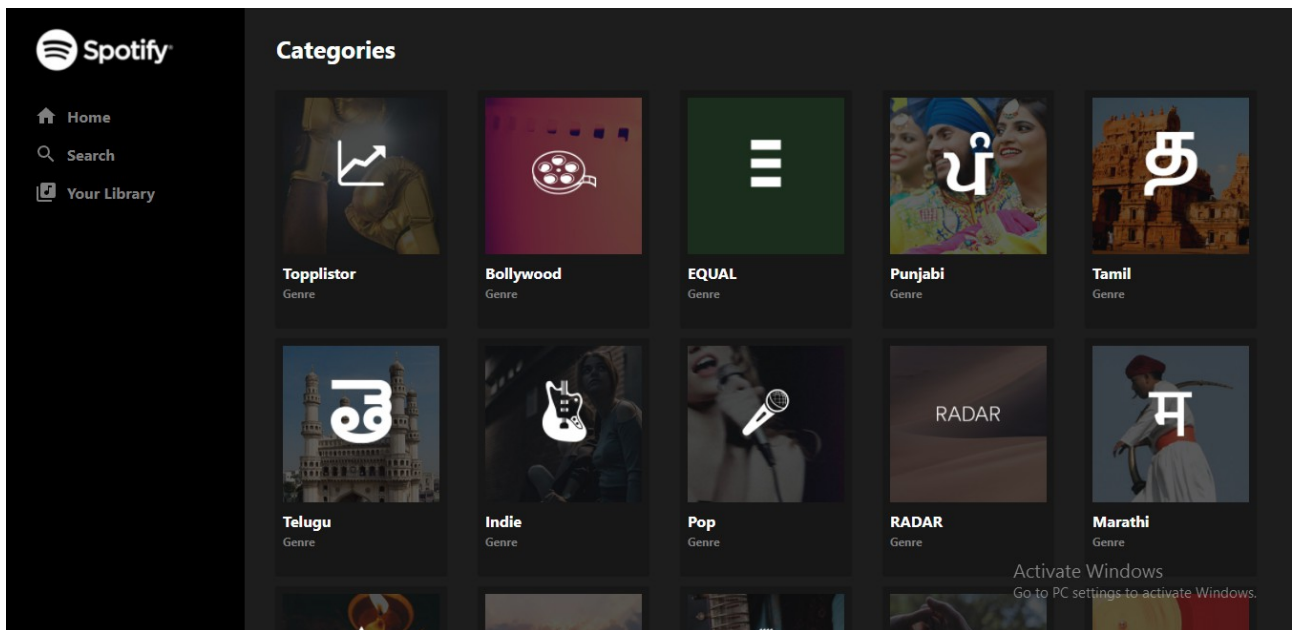 Spotify®
Home
Search
Your Library
Categories
Topplistor
Genre
Bollywood
Genre
EQUAL
Genre
ਪੰ
Punjabi
Genre
த
Tamil
Genre
తె
Telugu
Genre
Indie
Genre
Pop
Genre
RADAR
RADAR
Genre
म
Marathi
Genre
Activate Windows
Go to PC settings to activate Windows.